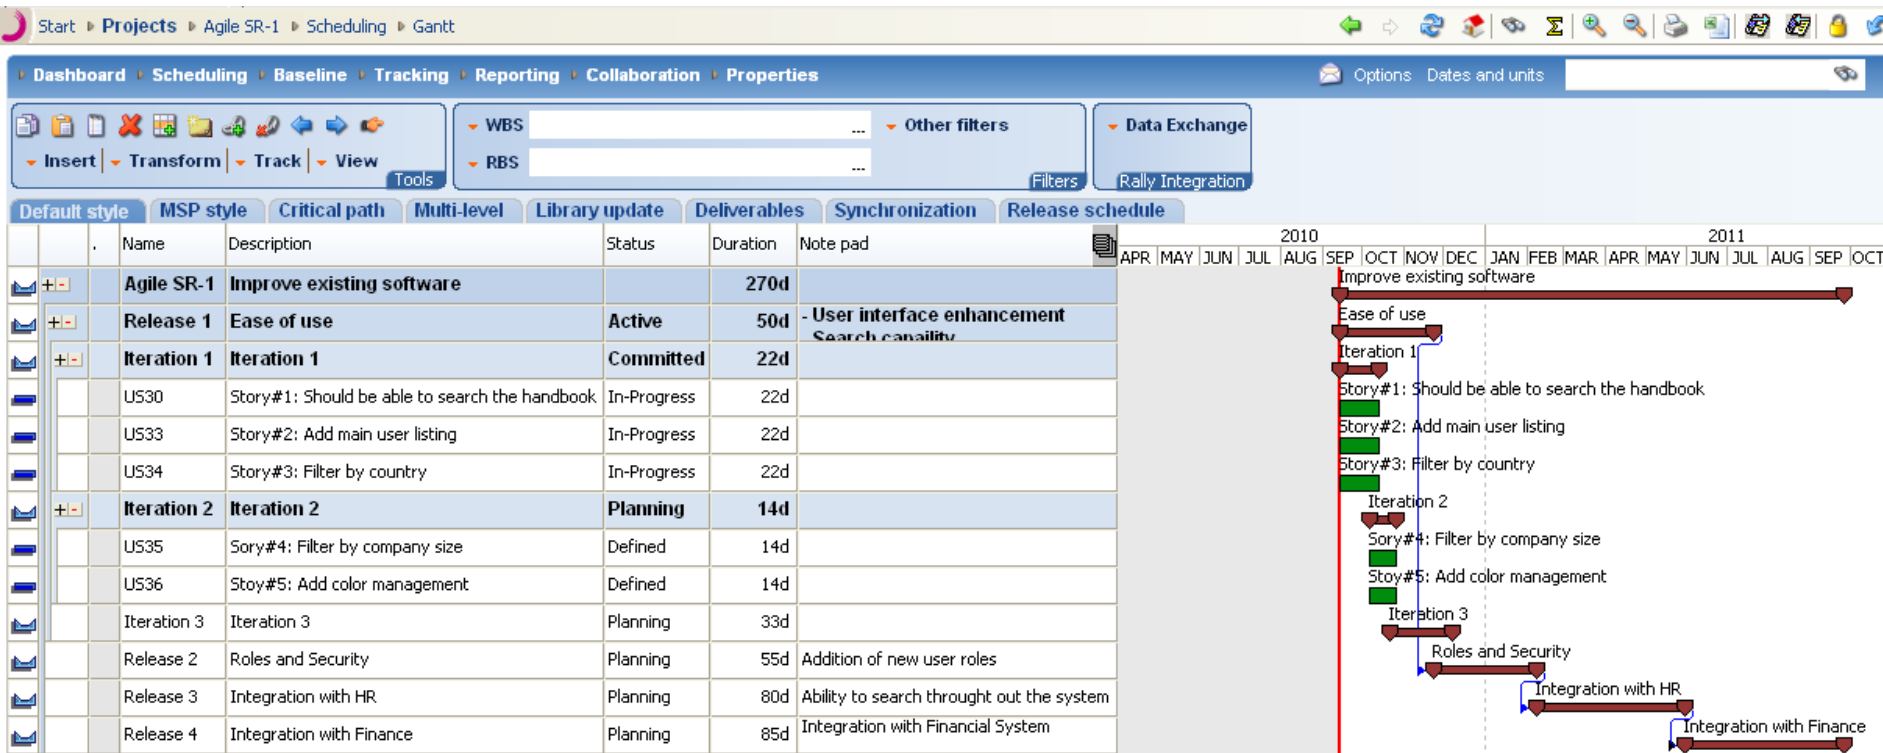 Start Projects Agile SR-1 Scheduling Gantt
Dashboard Scheduling Baseline Tracking Reporting Collaboration Properties Options Dates and units
WBS ... Other filters Data Exchange
Insert Transform Track View RBS ...
Tools Filters Rally Integration
Default style MSP style Critical path Multi-level Library update Deliverables Synchronization Release schedule
. Name Description Status Duration Note pad
2010 2011
APR MAY JUN JUL AUG SEP OCT NOV DEC JAN FEB MAR APR MAY JUN JUL AUG SEP OCT
Agile SR-1 Improve existing software 270d
Improve existing software
Release 1 Ease of use Active 50d - User interface enhancement
Search capaility
Ease of use
Iteration 1 Iteration 1 Committed 22d
Iteration 1
US30 Story#1: Should be able to search the handbook In-Progress 22d
Story#1: Should be able to search the handbook
US33 Story#2: Add main user listing In-Progress 22d
Story#2: Add main user listing
US34 Story#3: Filter by country In-Progress 22d
Story#3: Filter by country
Iteration 2 Iteration 2 Planning 14d
Iteration 2
US35 Sory#4: Filter by company size Defined 14d
Sory#4: Filter by company size
US36 Stoy#5: Add color management Defined 14d
Stoy#5: Add color management
Iteration 3 Iteration 3 Planning 33d
Iteration 3
Release 2 Roles and Security Planning 55d Addition of new user roles
Roles and Security
Release 3 Integration with HR Planning 80d Ability to search throught out the system
Integration with HR
Release 4 Integration with Finance Planning 85d Integration with Financial System
Integration with Finance